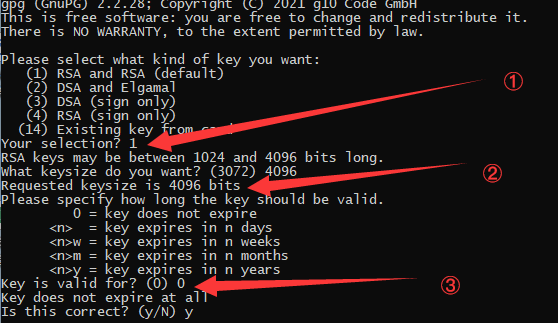 gpg (GnuPG) 2.2.28; Copyright (C) 2021 g10 Code GmbH
This is free software: you are free to change and redistribute it.
There is NO WARRANTY, to the extent permitted by law.
Please select what kind of key you want:
(1) RSA and RSA (default)
(2) DSA and Elgamal
(3) DSA (sign only)
(4) RSA (sign only)
(14) Existing key from
①
Your selection? 1
RSA keys may be between 1024 and 4096 bits long.
What keysize do you want? (3072) 4096
②
Requested keysize is 4096 bits
Please specify how long the key should be valid.
0 = key does not expire
<n> = key expires in n days
<n>w = key expires in n weeks
<n>m = key expires in n months
<n>y = key expires in n years
Key is valid for? (0) 0
③
Key does not expire at all
Is this correct? (y/N) y